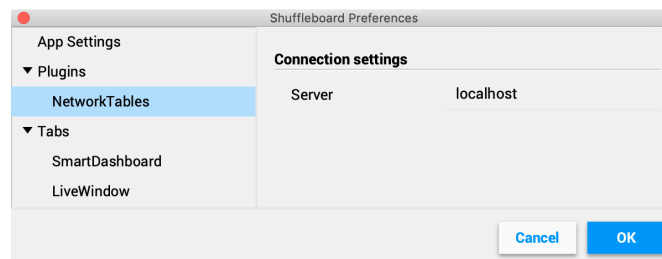 Shuffleboard Preferences
App Settings
Plugins
NetworkTables
Tabs
SmartDashboard
LiveWindow
Connection settings
Server localhost
Cancel OK